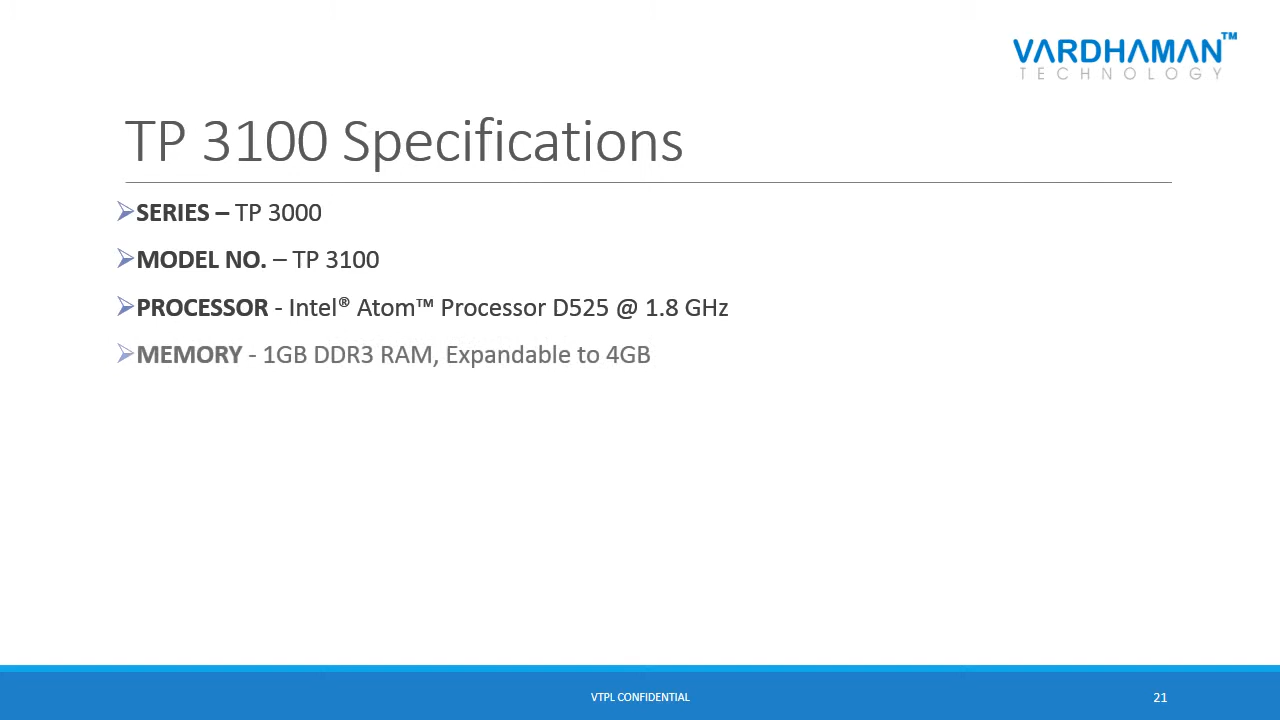 VARDHAMAN™
TECHNOLOGY
TP 3100 Specifications
SERIES – TP 3000
MODEL NO. – TP 3100
PROCESSOR - Intel® Atom™ Processor D525 @ 1.8 GHz
MEMORY - 1GB DDR3 RAM, Expandable to 4GB
VTPL CONFIDENTIAL
21